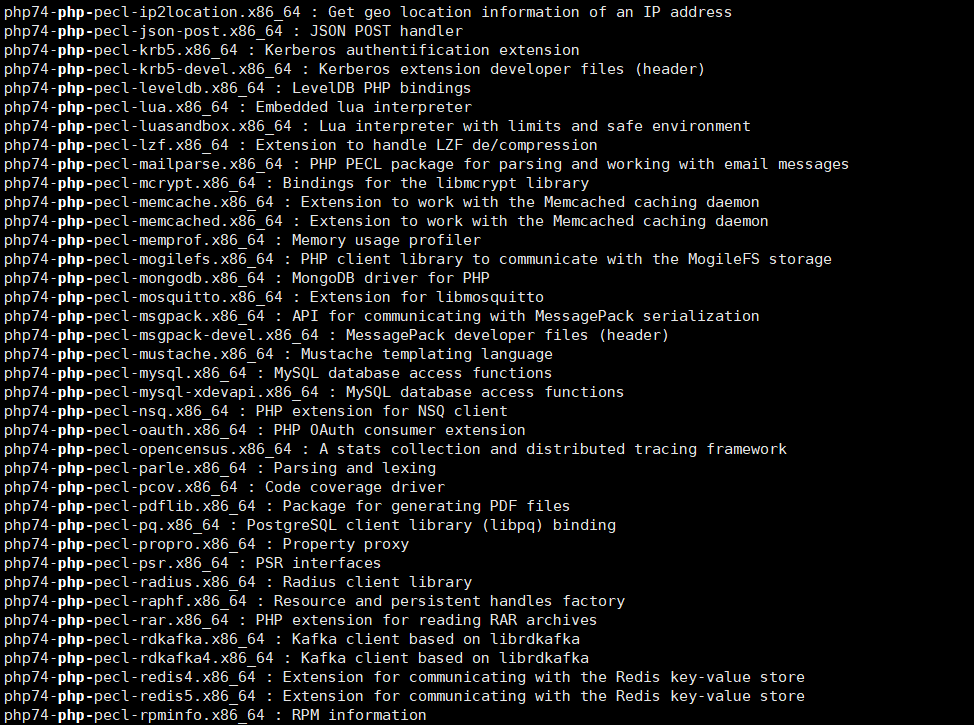 php74-php-pecl-ip2location.x86_64 : Get geo location information of an IP address
php74-php-pecl-json-post.x86_64 : JSON POST handler
php74-php-pecl-krb5.x86_64 : Kerberos authentification extension
php74-php-pecl-krb5-devel.x86_64 : Kerberos extension developer files (header)
php74-php-pecl-leveldb.x86_64 : LevelDB PHP bindings
php74-php-pecl-lua.x86_64 : Embedded lua interpreter
php74-php-pecl-luasandbox.x86_64 : Lua interpreter with limits and safe environment
php74-php-pecl-lzf.x86_64 : Extension to handle LZF de/compression
php74-php-pecl-mailparse.x86_64 : PHP PECL package for parsing and working with email messages
php74-php-pecl-mcrypt.x86_64 : Bindings for the libmcrypt library
php74-php-pecl-memcache.x86_64 : Extension to work with the Memcached caching daemon
php74-php-pecl-memcached.x86_64 : Extension to work with the Memcached caching daemon
php74-php-pecl-memprof.x86_64 : Memory usage profiler
php74-php-pecl-mogilefs.x86_64 : PHP client library to communicate with the MogileFS storage
php74-php-pecl-mongodb.x86_64 : MongoDB driver for PHP
php74-php-pecl-mosquitto.x86_64 : Extension for libmosquitto
php74-php-pecl-msgpack.x86_64 : API for communicating with MessagePack serialization
php74-php-pecl-msgpack-devel.x86_64 : MessagePack developer files (header)
php74-php-pecl-mustache.x86_64 : Mustache templating language
php74-php-pecl-mysql.x86_64 : MySQL database access functions
php74-php-pecl-mysql-xdevapi.x86_64 : MySQL database access functions
php74-php-pecl-nsq.x86_64 : PHP extension for NSQ client
php74-php-pecl-oauth.x86_64 : PHP OAuth consumer extension
php74-php-pecl-opencensus.x86_64 : A stats collection and distributed tracing framework
php74-php-pecl-parle.x86_64 : Parsing and lexing
php74-php-pecl-pcov.x86_64 : Code coverage driver
php74-php-pecl-pdflib.x86_64 : Package for generating PDF files
php74-php-pecl-pq.x86_64 : PostgreSQL client library (libpq) binding
php74-php-pecl-propro.x86_64 : Property proxy
php74-php-pecl-psr.x86_64 : PSR interfaces
php74-php-pecl-radius.x86_64 : Radius client library
php74-php-pecl-raphf.x86_64 : Resource and persistent handles factory
php74-php-pecl-rar.x86_64 : PHP extension for reading RAR archives
php74-php-pecl-rdkafka.x86_64 : Kafka client based on librdkafka
php74-php-pecl-rdkafka4.x86_64 : Kafka client based on librdkafka
php74-php-pecl-redis4.x86_64 : Extension for communicating with the Redis key-value store
php74-php-pecl-redis5.x86_64 : Extension for communicating with the Redis key-value store
php74-php-pecl-rpminfo.x86_64 : RPM information